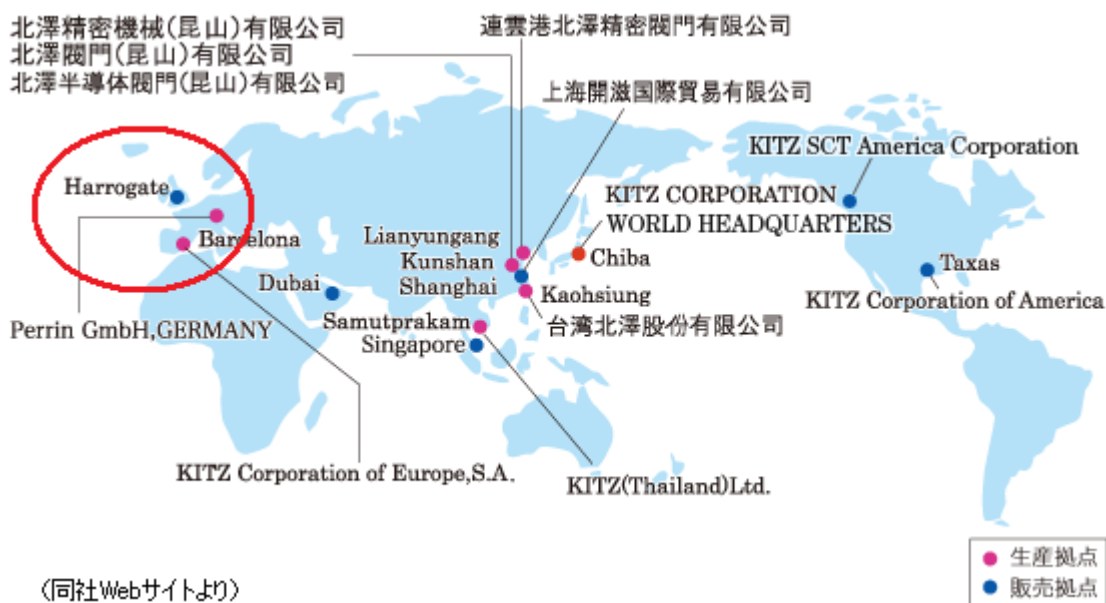 北澤精密機械(昆山)有限公司
北澤閥門(昆山)有限公司
北澤半導体閥門(昆山)有限公司
連雲港北澤精密閥門有限公司
上海開滋国際貿易有限公司
KITZ SCT America Corporation
Harrogate
KITZ CORPORATION
WORLD HEADQUARTERS
Barcelona
Lianyungang
Kunshan
Shanghai
Chiba
Taxas
Dubai
Kaohsiung
KITZ Corporation of America
Perrin GmbH,GERMANY
Samutprakam
Singapore
台湾北澤股份有限公司
KITZ Corporation of Europe,S.A.
KITZ(Thailand)Ltd.
生産拠点
販売拠点
(同社Webサイトより)